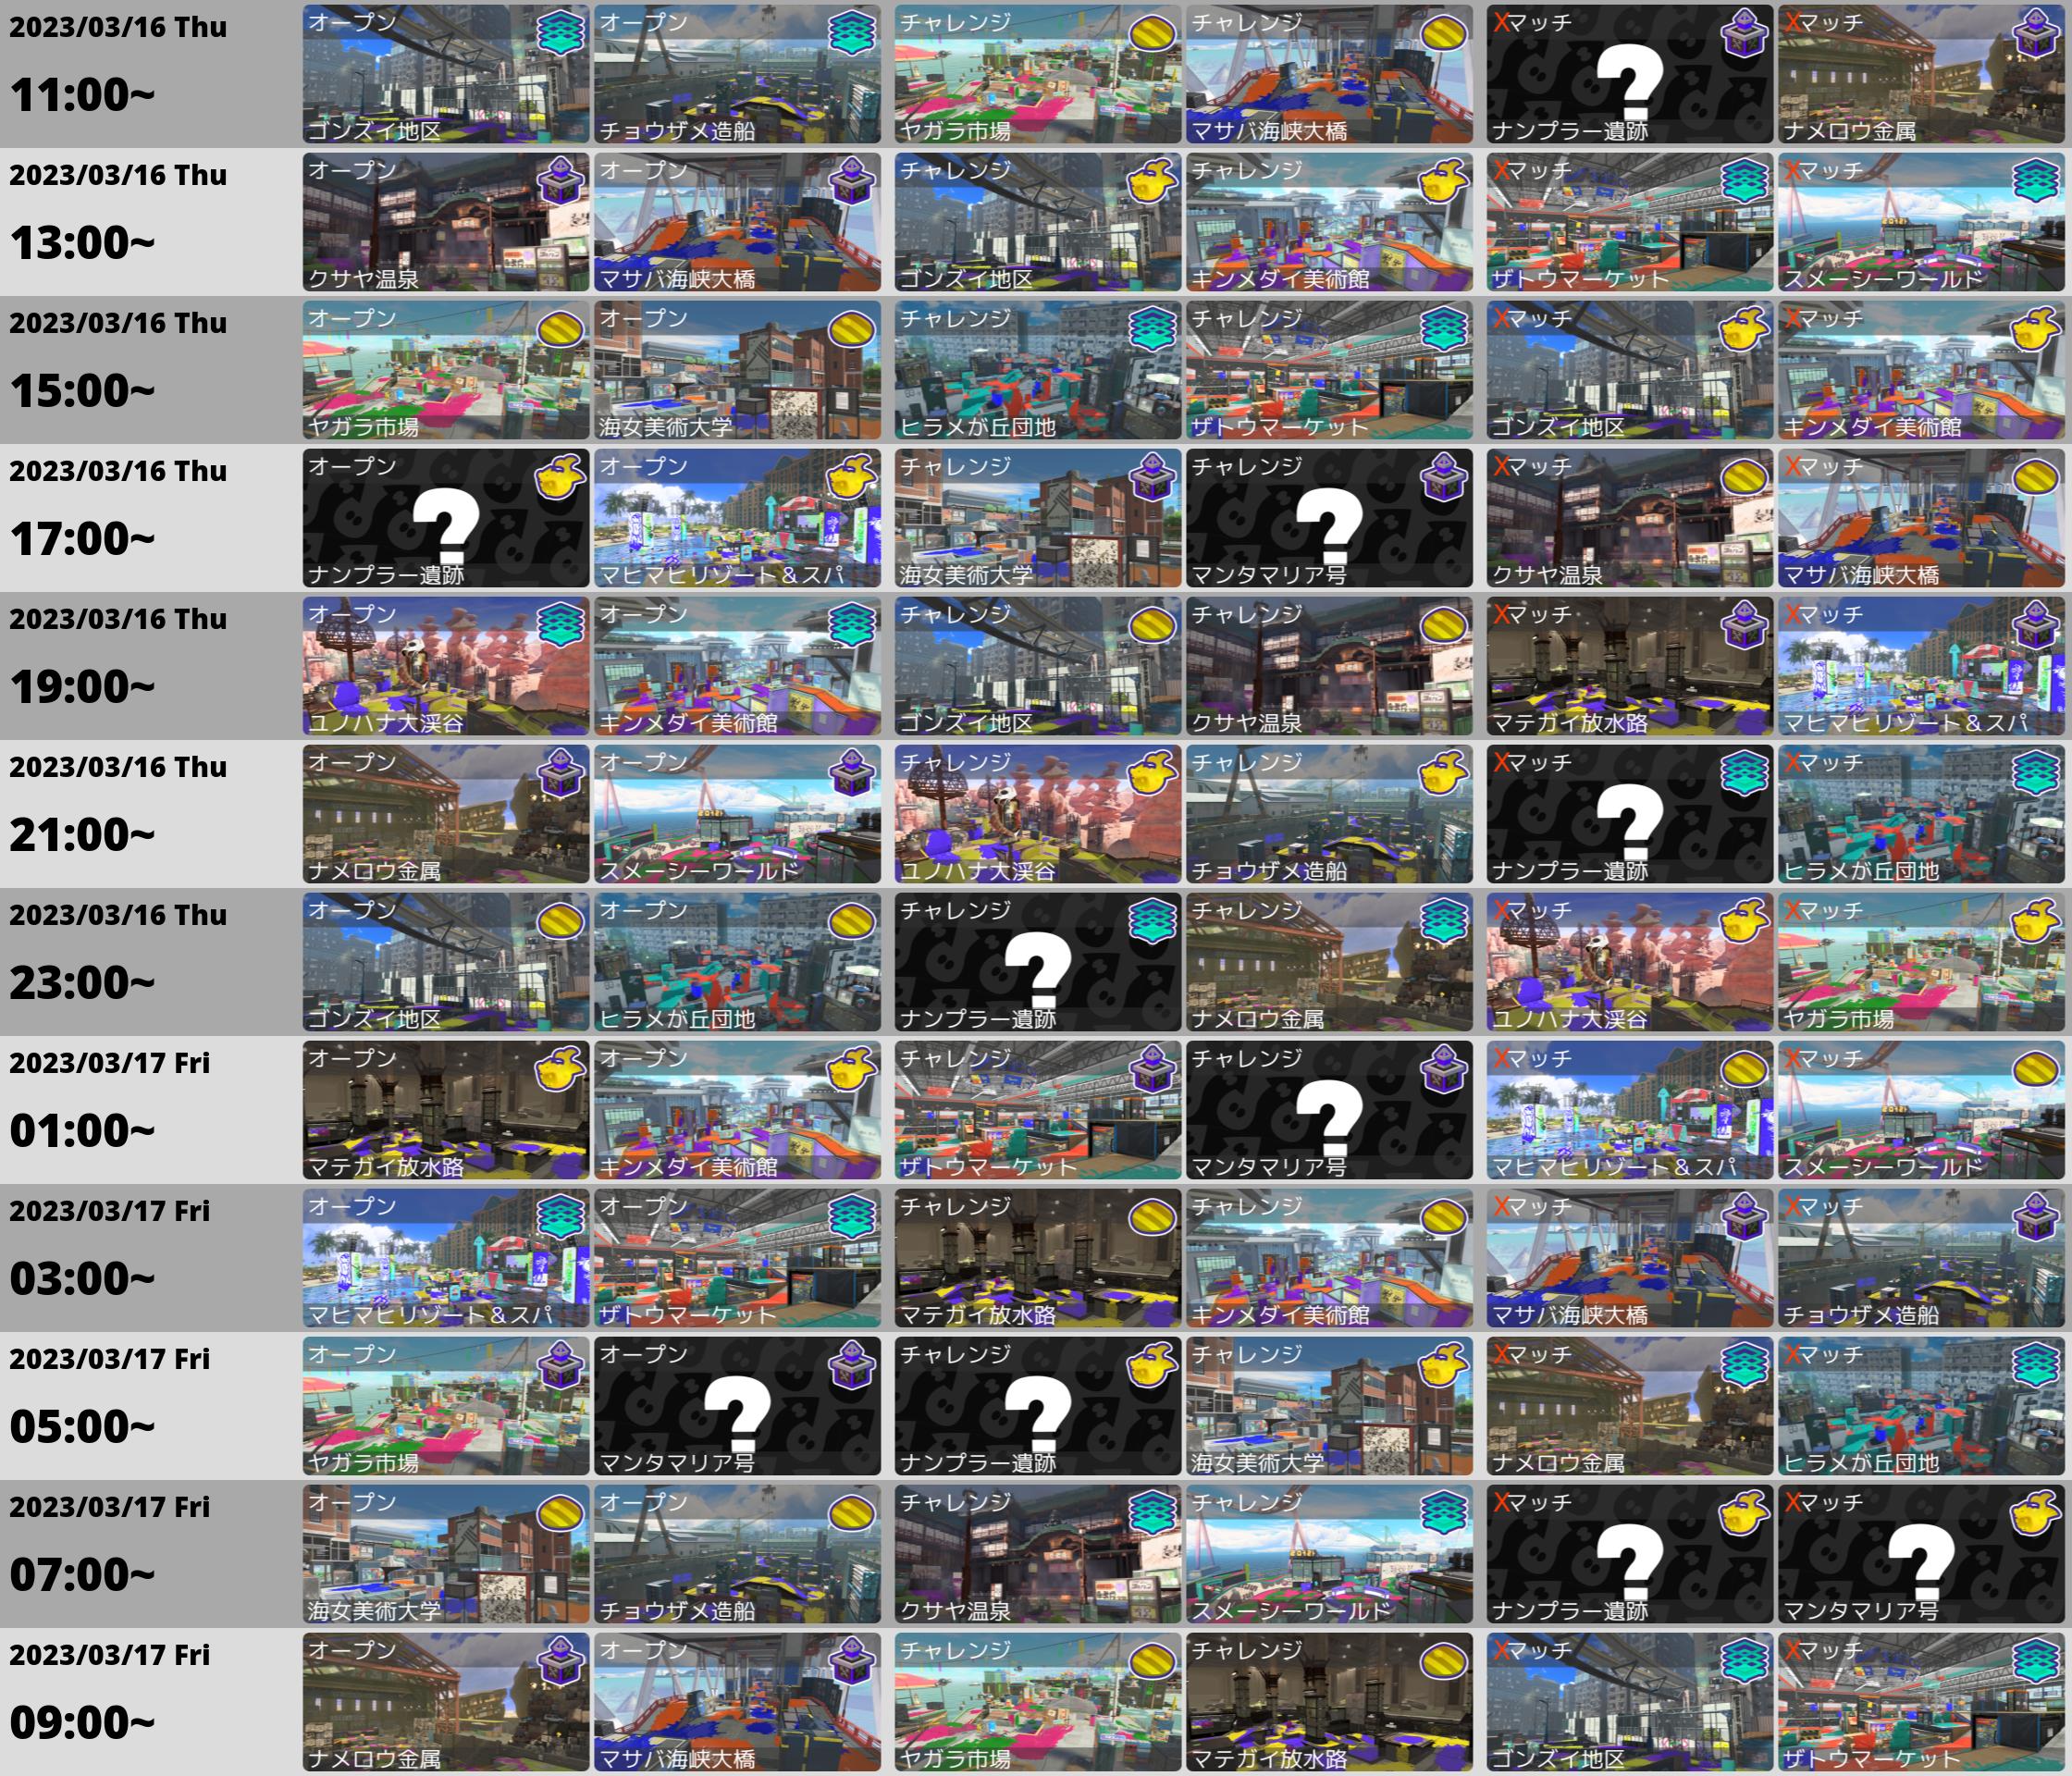 2023/03/16 Thu
11:00~
オープン オープン チャレンジ チャレンジ Xマッチ Xマッチ
ゴンズイ地区 チョウザメ造船 ヤガラ市場 マサバ海峡大橋 ナンプラー遺跡 ナメロウ金属
2023/03/16 Thu
13:00~
オープン オープン チャレンジ チャレンジ Xマッチ Xマッチ
クサヤ温泉 マサバ海峡大橋 ゴンズイ地区 キンメダイ美術館 ザトウマーケット スメーシーワールド
2023/03/16 Thu
15:00~
オープン オープン チャレンジ チャレンジ Xマッチ Xマッチ
ヤガラ市場 海女美術大学 ヒラメが丘団地 ザトウマーケット ゴンズイ地区 キンメダイ美術館
2023/03/16 Thu
17:00~
オープン オープン チャレンジ チャレンジ Xマッチ Xマッチ
ナンプラー遺跡 マヒマヒリゾート&スパ 海女美術大学 マンタマリア号 クサヤ温泉 マサバ海峡大橋
2023/03/16 Thu
19:00~
オープン オープン チャレンジ チャレンジ Xマッチ Xマッチ
ユノハナ大渓谷 キンメダイ美術館 ゴンズイ地区 クサヤ温泉 マテガイ放水路 マヒマヒリゾート&スパ
2023/03/16 Thu
21:00~
オープン オープン チャレンジ チャレンジ Xマッチ Xマッチ
ナメロウ金属 スメーシーワールド ユノハナ大渓谷 チョウザメ造船 ナンプラー遺跡 ヒラメが丘団地
2023/03/16 Thu
23:00~
オープン オープン チャレンジ チャレンジ Xマッチ Xマッチ
ゴンズイ地区 ヒラメが丘団地 ナンプラー遺跡 ナメロウ金属 ユノハナ大渓谷 ヤガラ市場
2023/03/17 Fri
01:00~
オープン オープン チャレンジ チャレンジ Xマッチ Xマッチ
マテガイ放水路 キンメダイ美術館 ザトウマーケット マンタマリア号 マヒマヒリゾート&スパ スメーシーワールド
2023/03/17 Fri
03:00~
オープン オープン チャレンジ チャレンジ Xマッチ Xマッチ
マヒマヒリゾート&スパ ザトウマーケット マテガイ放水路 キンメダイ美術館 マサバ海峡大橋 チョウザメ造船
2023/03/17 Fri
05:00~
オープン オープン チャレンジ チャレンジ Xマッチ Xマッチ
ヤガラ市場 マンタマリア号 ナンプラー遺跡 海女美術大学 ナメロウ金属 ヒラメが丘団地
2023/03/17 Fri
07:00~
オープン オープン チャレンジ チャレンジ Xマッチ Xマッチ
海女美術大学 チョウザメ造船 クサヤ温泉 スメーシーワールド ナンプラー遺跡 マンタマリア号
2023/03/17 Fri
09:00~
オープン オープン チャレンジ チャレンジ Xマッチ Xマッチ
ナメロウ金属 マサバ海峡大橋 ヤガラ市場 マテガイ放水路 ゴンズイ地区 ザトウマーケット